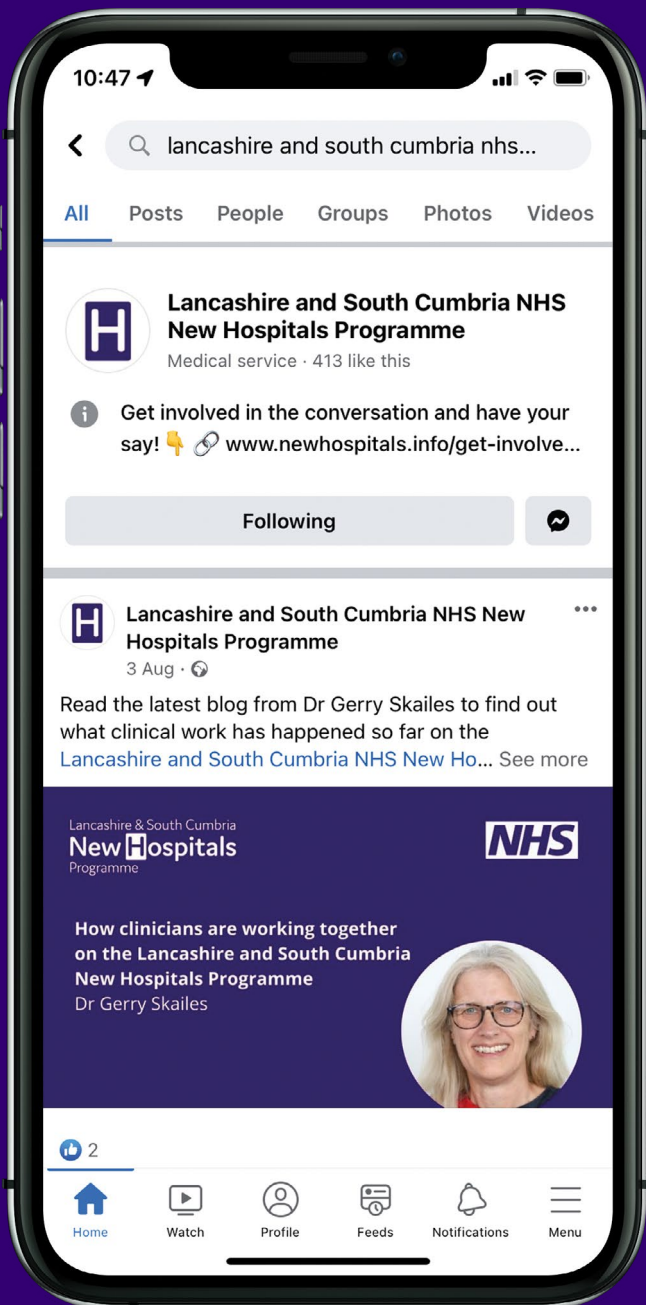 10:47
lancashire and south cumbria nhs...
All Posts People Groups Photos Videos
H
Lancashire and South Cumbria NHS
New Hospitals Programme
Medical service · 413 like this
Get involved in the conversation and have your
say! 👇 🔗 www.newhospitals.info/get-involve...
Following
H
Lancashire and South Cumbria NHS New
Hospitals Programme
3 Aug ·
Read the latest blog from Dr Gerry Skailes to find out
what clinical work has happened so far on the
Lancashire and South Cumbria NHS New Ho... See more
Lancashire & South Cumbria
New Hospitals
Programme
NHS
How clinicians are working together
on the Lancashire and South Cumbria
New Hospitals Programme
Dr Gerry Skailes
2
Home Watch Profile Feeds Notifications Menu